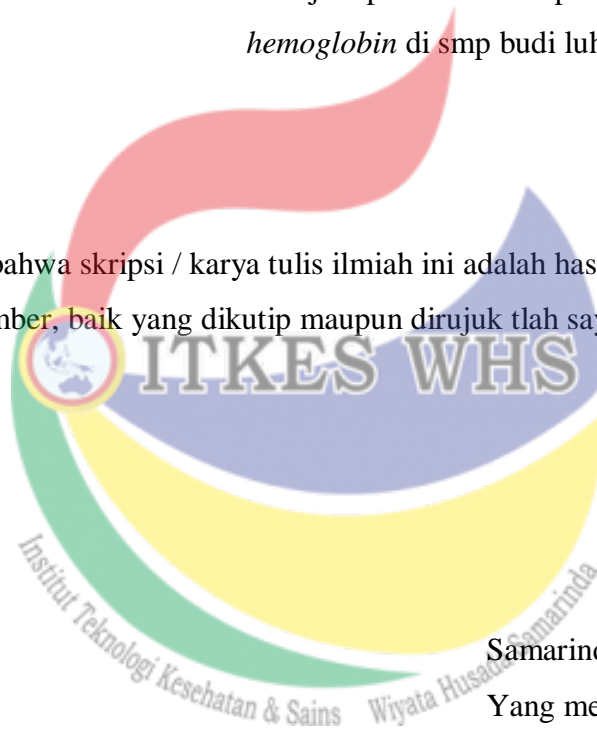 hemoglobin di smp budi luh
bahwa skripsi / karya tulis ilmiah ini adalah has
mber, baik yang dikutip maupun dirujuk tlah say
ITKES WHS
Institut Teknologi Kesehatan & Sains Wiyata Husada Samarinda
Samarind
Yang me